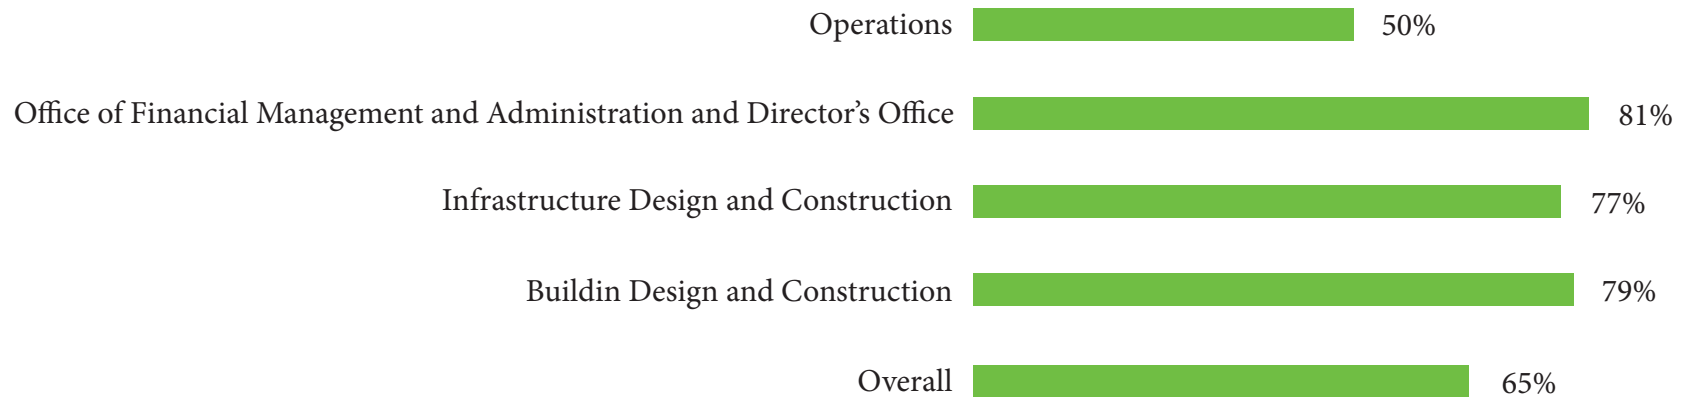 Operations 50%
Office of Financial Management and Administration and Director’s Office 81%
Infrastructure Design and Construction 77%
Buildin Design and Construction 79%
Overall 65%